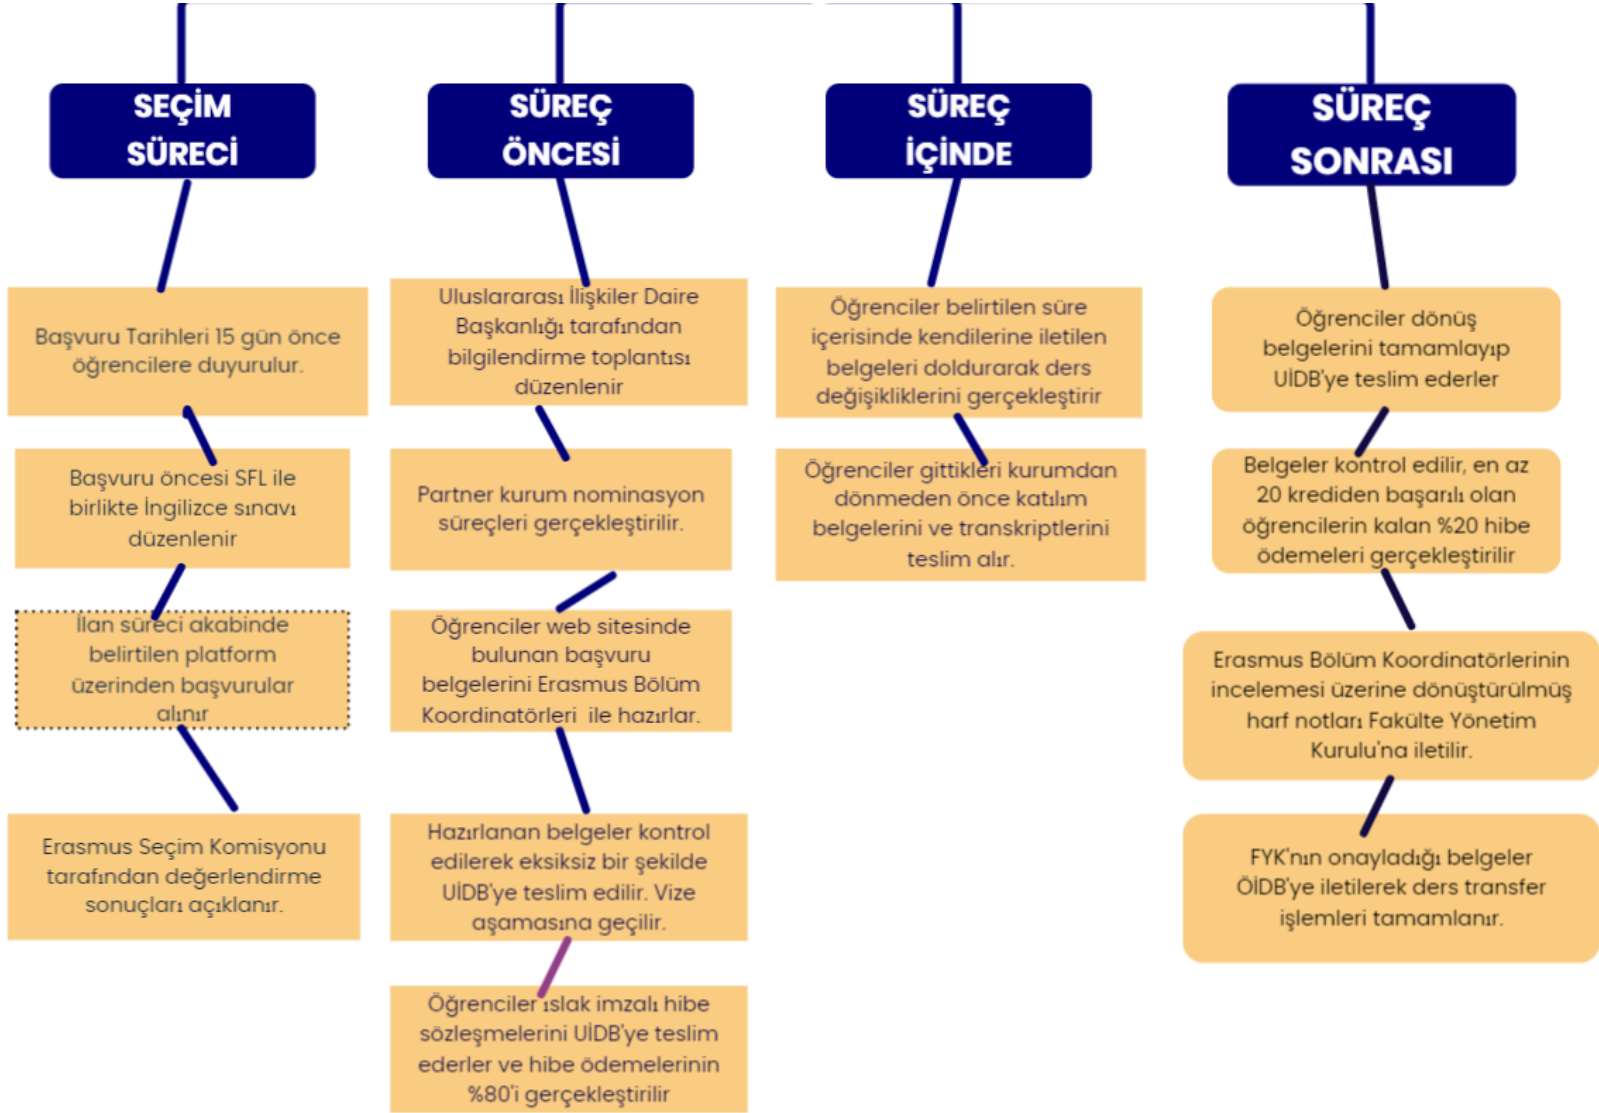 SEÇİM
SÜRECİ
Başvuru Tarihleri 15 gün önce
öğrencilere duyurulur.
Başvuru öncesi SFL ile
birlikte İngilizce sınavı
düzenlenir
İlan süreci akabinde
belirtilen platform
üzerinden başvurular
alınır
Erasmus Seçim Komisyonu
tarafından değerlendirme
sonuçları açıklanır.
SÜREÇ
ÖNCESİ
Uluslararası İlişkiler Daire
Başkanlığı tarafından
bilgilendirme toplantısı
düzenlenir
Partner kurum nominasyon
süreçleri gerçekleştirilir.
Öğrenciler web sitesinde
bulunan başvuru
belgelerini Erasmus Bölüm
Koordinatörleri ile hazırlar.
Hazırlanan belgeler kontrol
edilerek eksiksiz bir şekilde
UİDB'ye teslim edilir. Vize
aşamasına geçilir.
Öğrenciler ıslak imzalı hibe
sözleşmelerini UİDB'ye teslim
ederler ve hibe ödemelerinin
%80'i gerçekleştirilir
SÜREÇ
İÇİNDE
Öğrenciler belirtilen süre
içerisinde kendilerine iletilen
belgeleri doldurarak ders
değişikliklerini gerçekleştirir
Öğrenciler gittikleri kurumdan
dönmeden önce katılım
belgelerini ve transkriptlerini
teslim alır.
SÜREÇ
SONRASI
Öğrenciler dönüş
belgelerini tamamlayıp
UİDB'ye teslim ederler
Belgeler kontrol edilir, en az
20 krediden başarılı olan
öğrencilerin kalan %20 hibe
ödemeleri gerçekleştirilir
Erasmus Bölüm Koordinatörlerinin
incelemesi üzerine dönüştürülmüş
harf notları Fakülte Yönetim
Kurulu'na iletilir.
FYK'nın onayladığı belgeler
ÖİDB'ye iletilerek ders transfer
işlemleri tamamlanır.